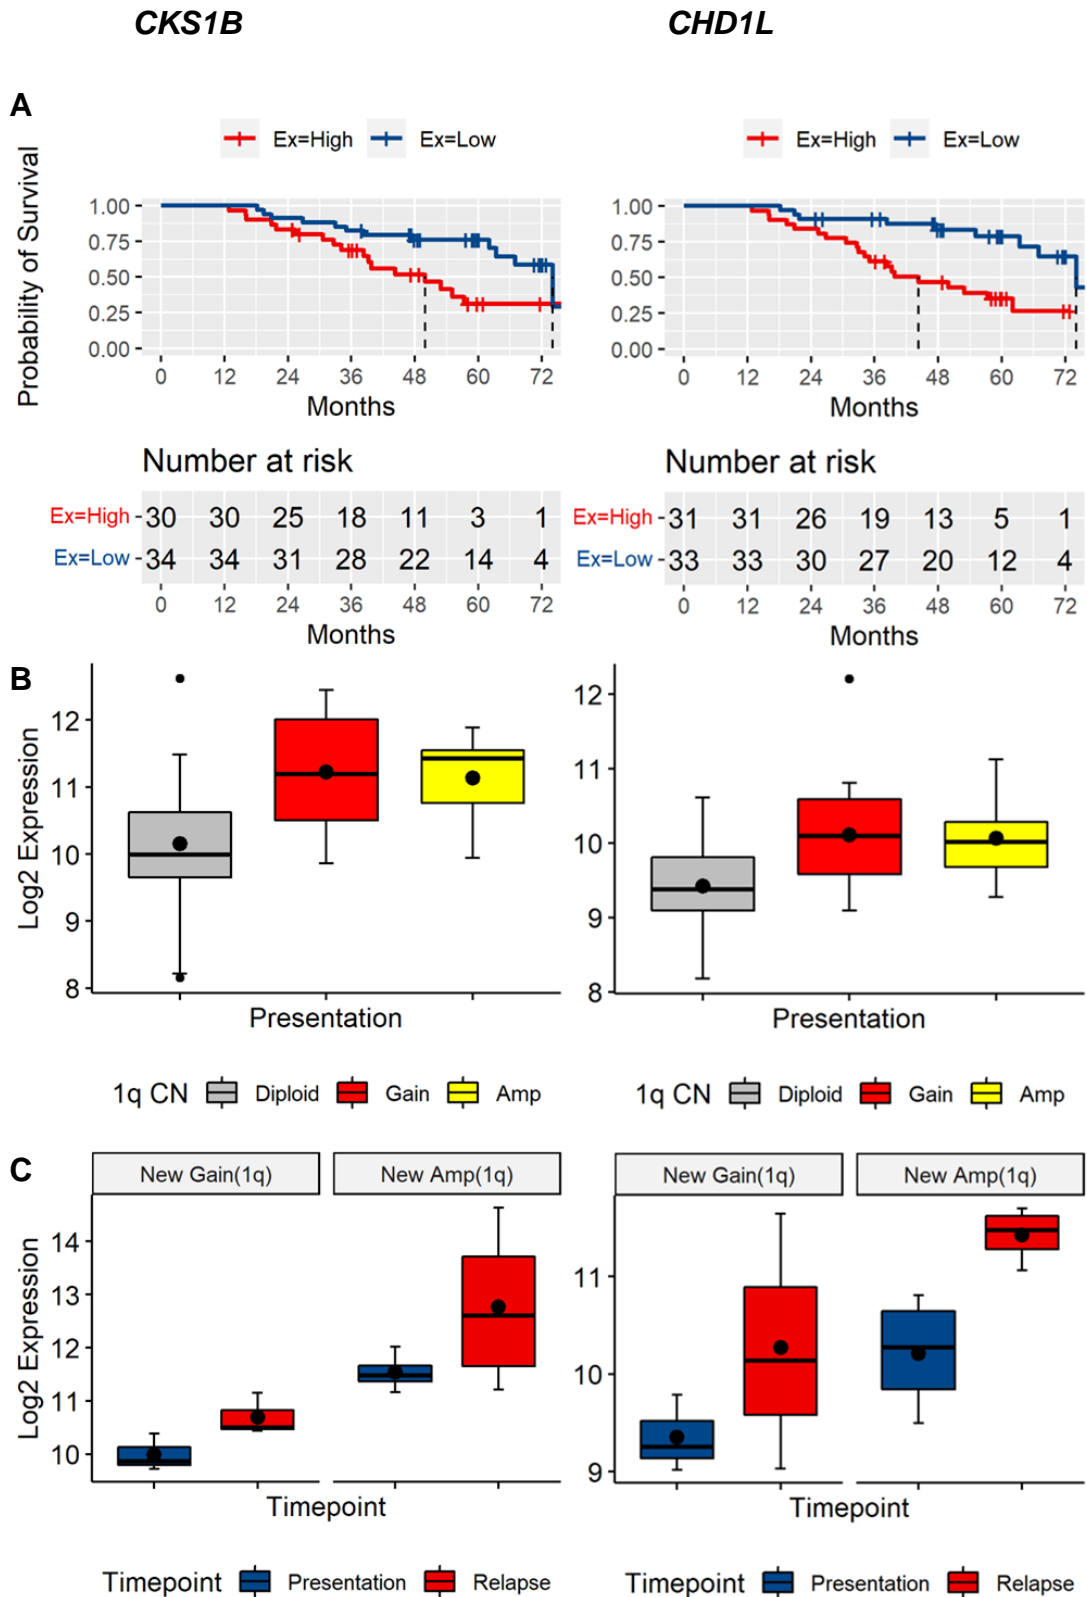 CKS1B CHD1L
A
Ex=High Ex=Low Ex=High Ex=Low
Probability of Survival
1.00 1.00
0.75 0.75
0.50 0.50
0.25 0.25
0.00 0.00
0 12 24 36 48 60 72 0 12 24 36 48 60 72
Months Months
Number at risk Number at risk
Ex=High 30 30 25 18 11 3 1 Ex=High 31 31 26 19 13 5 1
Ex=Low 34 34 31 28 22 14 4 Ex=Low 33 33 30 27 20 12 4
0 12 24 36 48 60 72 0 12 24 36 48 60 72
Months Months
B
Log2 Expression
12 12
11 11
10 10
9 9
8 8
Presentation Presentation
1q CN Diploid Gain Amp 1q CN Diploid Gain Amp
C
New Gain(1q) New Amp(1q) New Gain(1q) New Amp(1q)
Log2 Expression
14
13 11
12
11 10
10 9
Timepoint Timepoint
Timepoint Presentation Relapse Timepoint Presentation Relapse